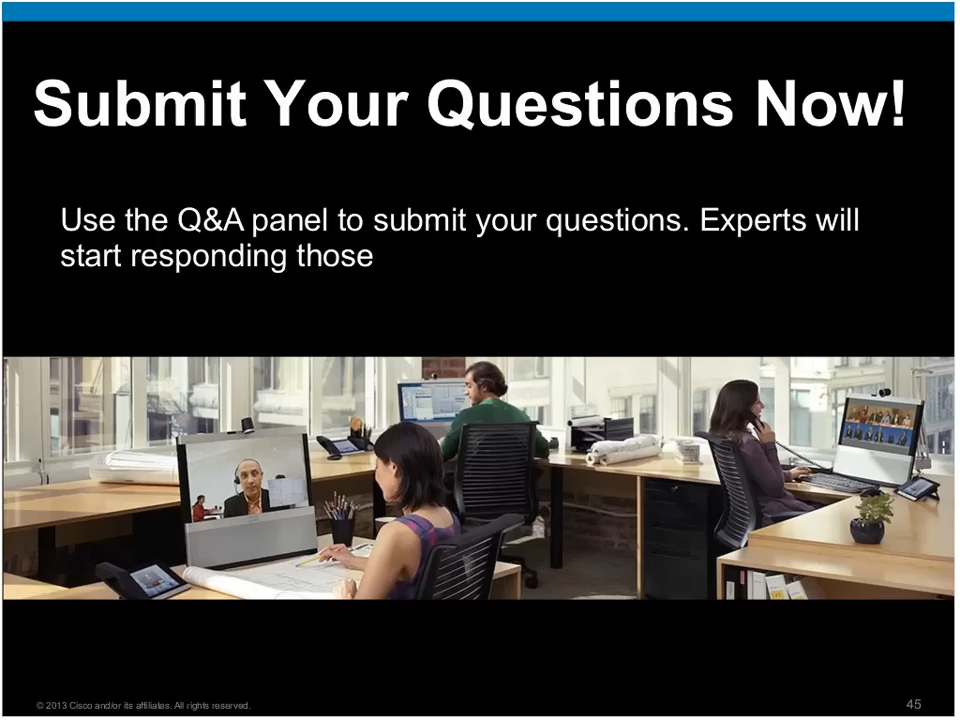 Submit Your Questions Now!
Use the Q&A panel to submit your questions. Experts will
start responding those
© 2013 Cisco and/or its affiliates. All rights reserved.
45